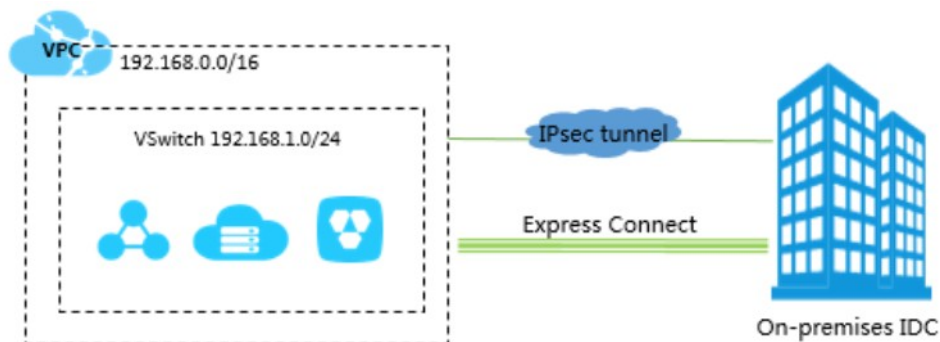 VPC
192.168.0.0/16
VSwitch 192.168.1.0/24
IPsec tunnel
Express Connect
On-premises IDC